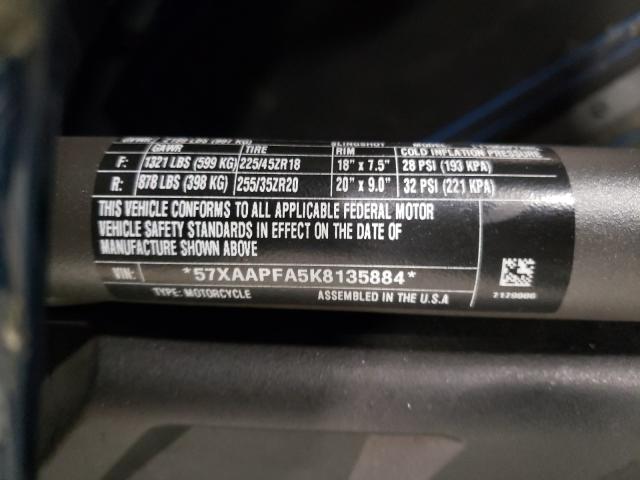 GAWR TIRE RIM COLD INFLATION PRESSURE
F: 1321 LBS (599 KG) 225/45ZR18 18" x 7.5" 28 PSI (193 KPA)
R: 878 LBS (398 KG) 255/35ZR20 20" x 9.0" 32 PSI (221 KPA)
THIS VEHICLE CONFORMS TO ALL APPLICABLE FEDERAL MOTOR
VEHICLE SAFETY STANDARDS IN EFFECT ON THE DATE OF
MANUFACTURE SHOWN ABOVE
VIN: *57XAAPFA5K8135884*
TYPE: MOTORCYCLE ASSEMBLED IN THE U.S.A